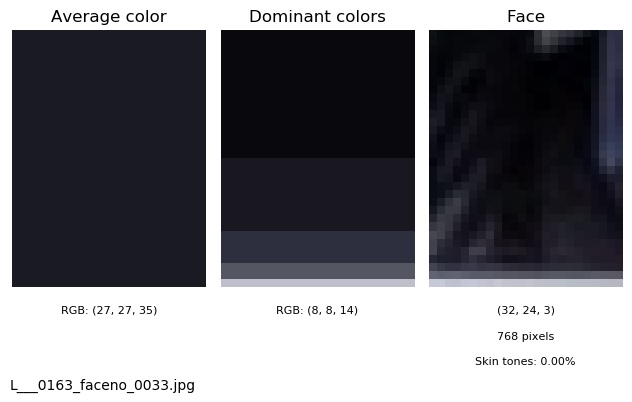 Average color
Dominant colors
Face
RGB: (27, 27, 35)
RGB: (8, 8, 14)
(32, 24, 3)
768 pixels
Skin tones: 0.00%
L___0163_faceno_0033.jpg